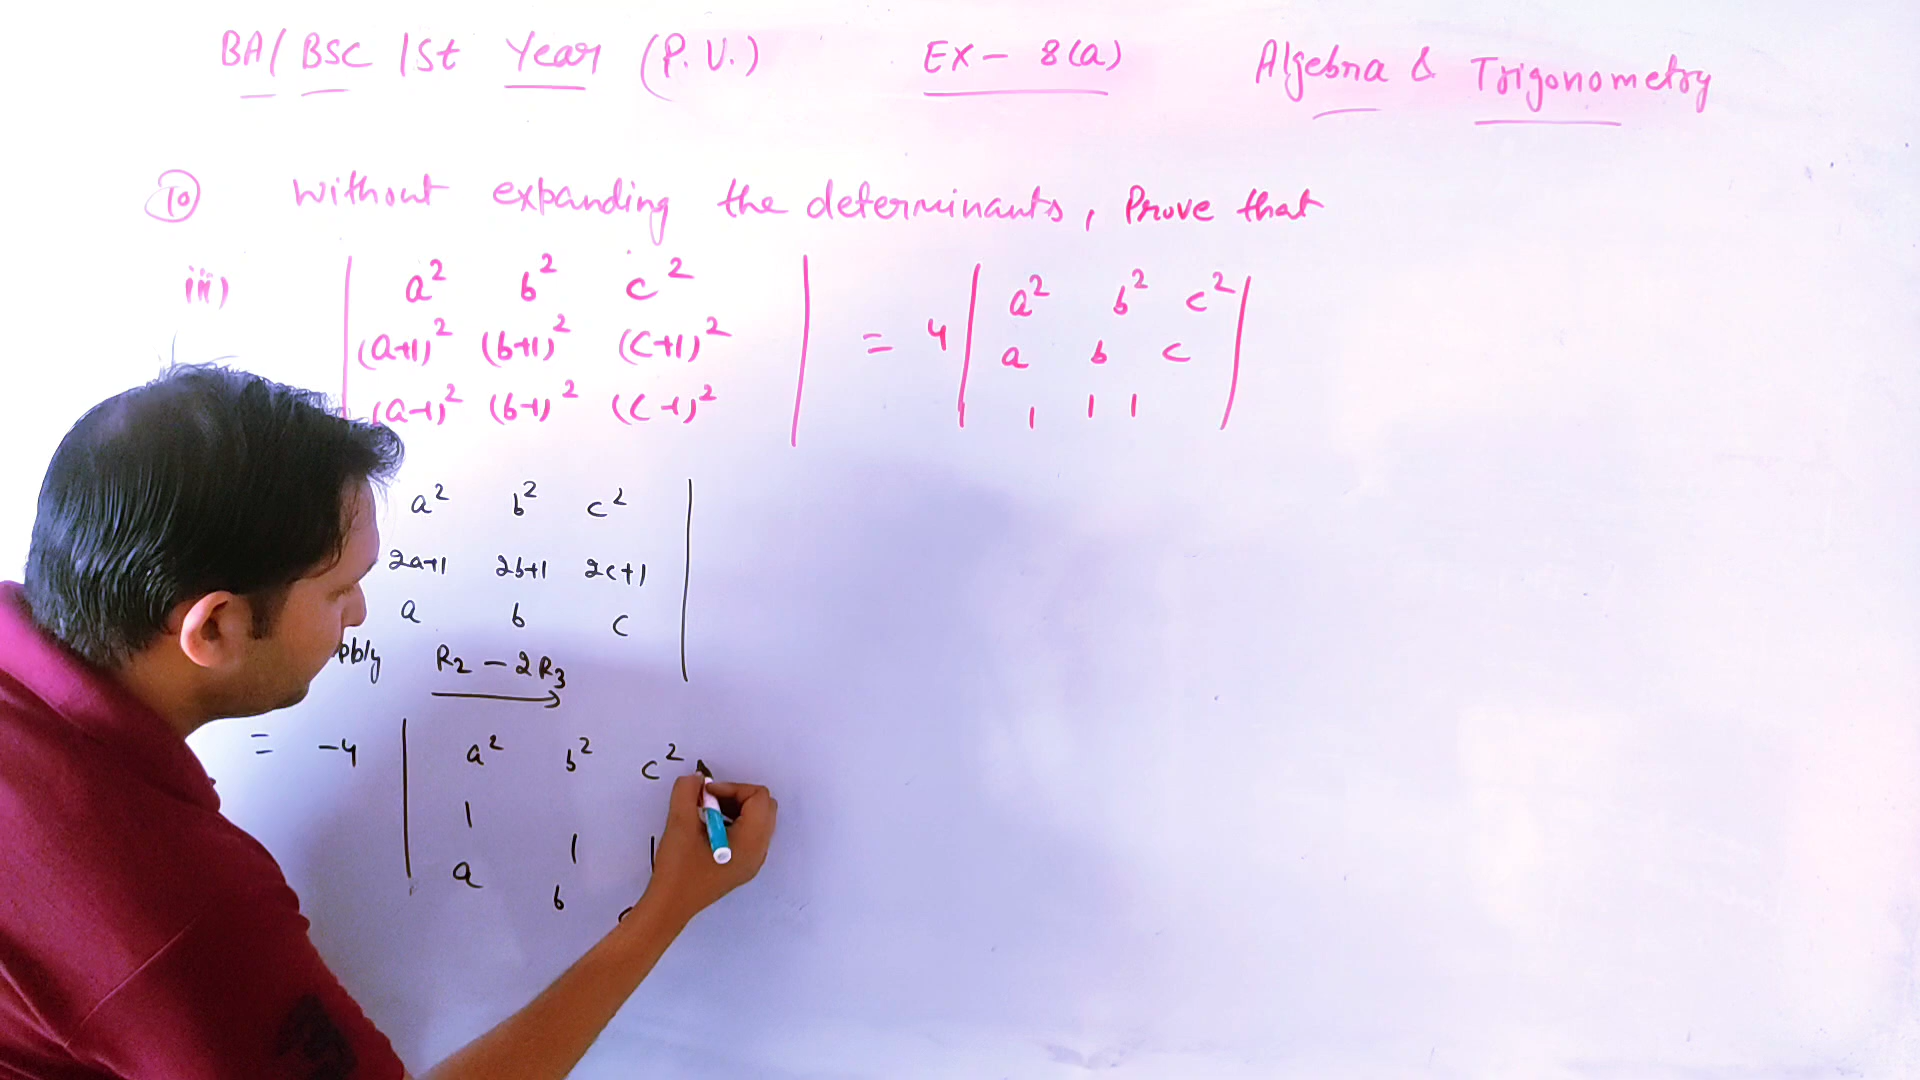 BA/BSC 1St Year (P.U.) EX - 8(a) Algebra & Trigonometry
10 Without expanding the determinants, Prove that
iii) | a² b² c² | = 4 | a² b² c² |
| (a+1)² (b+1)² (C+1)² | | a b c |
| (a-1)² (b-1)² (C-1)² | | 1 1 1 |
a² b² c² |
2a+1 2b+1 2c+1 |
a b c |
pply R₂ - 2R₃ →
= -4 | a² b² c²
1 1 1
a b